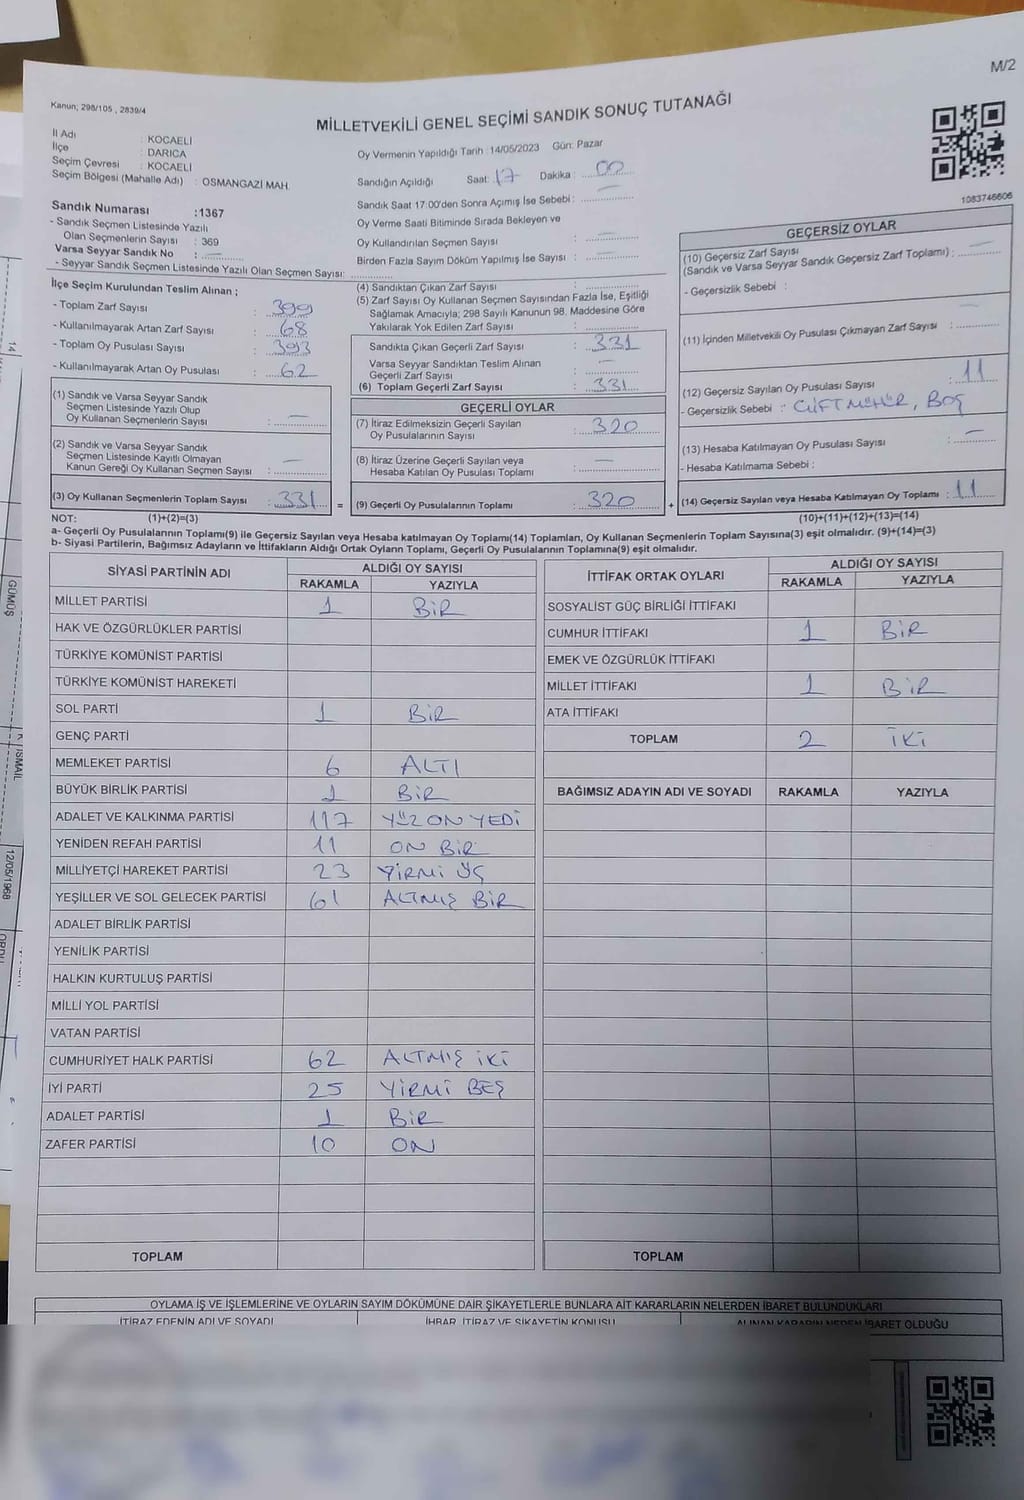 M/2
Kanun; 298/105 , 2839/4
MİLLETVEKİLİ GENEL SEÇİMİ SANDIK SONUÇ TUTANAĞI
İl Adı : KOCAELİ
İlçe : DARICA
Seçim Çevresi : KOCAELİ
Seçim Bölgesi (Mahalle Adı) : OSMANGAZİ MAH.
Sandık Numarası :1367
- Sandık Seçmen Listesinde Yazılı
Olan Seçmenlerin Sayısı : 369
Varsa Seyyar Sandık No :
- Seyyar Sandık Seçmen Listesinde Yazılı Olan Seçmen Sayısı:
Oy Vermenin Yapıldığı Tarih :14/05/2023 Gün: Pazar
Sandığın Açıldığı Saat: 17 Dakika : 00
Sandık Saat 17:00'den Sonra Açımış İse Sebebi : —
Oy Verme Saati Bitiminde Sırada Bekleyen ve
Oy Kullandırılan Seçmen Sayısı : —
Birden Fazla Sayım Döküm Yapılmış İse Sayısı : —
1083746606
İlçe Seçim Kurulundan Teslim Alınan ;
- Toplam Zarf Sayısı : 399
- Kullanılmayarak Artan Zarf Sayısı : 68
- Toplam Oy Pusulası Sayısı : 393
- Kullanılmayarak Artan Oy Pusulası : 62
(1) Sandık ve Varsa Seyyar Sandık
Seçmen Listesinde Yazılı Olup
Oy Kullanan Seçmenlerin Sayısı : —
(2) Sandık ve Varsa Seyyar Sandık
Seçmen Listesinde Kayıtlı Olmayan
Kanun Gereği Oy Kullanan Seçmen Sayısı : —
(3) Oy Kullanan Seçmenlerin Toplam Sayısı : 331 =
(4) Sandıktan Çıkan Zarf Sayısı :
(5) Zarf Sayısı Oy Kullanan Seçmen Sayısından Fazla İse, Eşitliği
Sağlamak Amacıyla; 298 Sayılı Kanunun 98. Maddesine Göre
Yakılarak Yok Edilen Zarf Sayısı :
Sandıkta Çıkan Geçerli Zarf Sayısı : 331
Varsa Seyyar Sandıktan Teslim Alınan
Geçerli Zarf Sayısı : —
(6) Toplam Geçerli Zarf Sayısı : 331
GEÇERLİ OYLAR
(7) İtiraz Edilmeksizin Geçerli Sayılan
Oy Pusulalarının Sayısı : 320
(8) İtiraz Üzerine Geçerli Sayılan veya
Hesaba Katılan Oy Pusulası Toplamı : —
(9) Geçerli Oy Pusulalarının Toplamı : 320 +
GEÇERSİZ OYLAR
(10) Geçersiz Zarf Sayısı
(Sandık ve Varsa Seyyar Sandık Geçersiz Zarf Toplamı) : —
- Geçersizlik Sebebi :
(11) İçinden Milletvekili Oy Pusulası Çıkmayan Zarf Sayısı : —
(12) Geçersiz Sayılan Oy Pusulası Sayısı : 11
- Geçersizlik Sebebi : ÇİFT MÜHÜR, BOŞ
(13) Hesaba Katılmayan Oy Pusulası Sayısı : —
- Hesaba Katılmama Sebebi :
(14) Geçersiz Sayılan veya Hesaba Katılmayan Oy Toplamı : 11
NOT: (1)+(2)=(3) (10)+(11)+(12)+(13)=(14)
a- Geçerli Oy Pusulalarının Toplamı(9) ile Geçersiz Sayılan veya Hesaba Katılmayan Oy Toplamı(14) Toplamları, Oy Kullanan Seçmenlerin Toplam Sayısına(3) eşit olmalıdır. (9)+(14)=(3)
b- Siyasi Partilerin, Bağımsız Adayların ve İttifakların Aldığı Ortak Oyların Toplamı, Geçerli Oy Pusulalarının Toplamına(9) eşit olmalıdır.
SİYASİ PARTİNİN ADI ALDIĞI OY SAYISI
RAKAMLA YAZIYLA
MİLLET PARTİSİ 1 BİR
HAK VE ÖZGÜRLÜKLER PARTİSİ
TÜRKİYE KOMÜNİST PARTİSİ
TÜRKİYE KOMÜNİST HAREKETİ
SOL PARTİ 1 BİR
GENÇ PARTİ
MEMLEKET PARTİSİ 6 ALTI
BÜYÜK BİRLİK PARTİSİ 1 BİR
ADALET VE KALKINMA PARTİSİ 117 YÜZ ON YEDİ
YENİDEN REFAH PARTİSİ 11 ON BİR
MİLLİYETÇİ HAREKET PARTİSİ 23 YİRMİ ÜÇ
YEŞİLLER VE SOL GELECEK PARTİSİ 61 ALTMIŞ BİR
ADALET BİRLİK PARTİSİ
YENİLİK PARTİSİ
HALKIN KURTULUŞ PARTİSİ
MİLLİ YOL PARTİSİ
VATAN PARTİSİ
CUMHURİYET HALK PARTİSİ 62 ALTMIŞ İKİ
İYİ PARTİ 25 YİRMİ BEŞ
ADALET PARTİSİ 1 BİR
ZAFER PARTİSİ 10 ON
TOPLAM
İTTİFAK ORTAK OYLARI ALDIĞI OY SAYISI
RAKAMLA YAZIYLA
SOSYALİST GÜÇ BİRLİĞİ İTTİFAKI
CUMHUR İTTİFAKI 1 BİR
EMEK VE ÖZGÜRLÜK İTTİFAKI
MİLLET İTTİFAKI 1 BİR
ATA İTTİFAKI
TOPLAM 2 İKİ
BAĞIMSIZ ADAYIN ADI VE SOYADI RAKAMLA YAZIYLA
TOPLAM
OYLAMA İŞ VE İŞLEMLERİNE VE OYLARIN SAYIM DÖKÜMÜNE DAİR ŞİKAYETLERLE BUNLARA AİT KARARLARIN NELERDEN İBARET BULUNDUKLARI
İTİRAZ EDENİN ADI VE SOYADI İHBAR, İTİRAZ VE ŞİKAYETİN KONUSU ALINAN KARARIN NEDEN İBARET OLDUĞU
14
GÜMÜŞ
İSMAİL
12/05/1968
ORDU